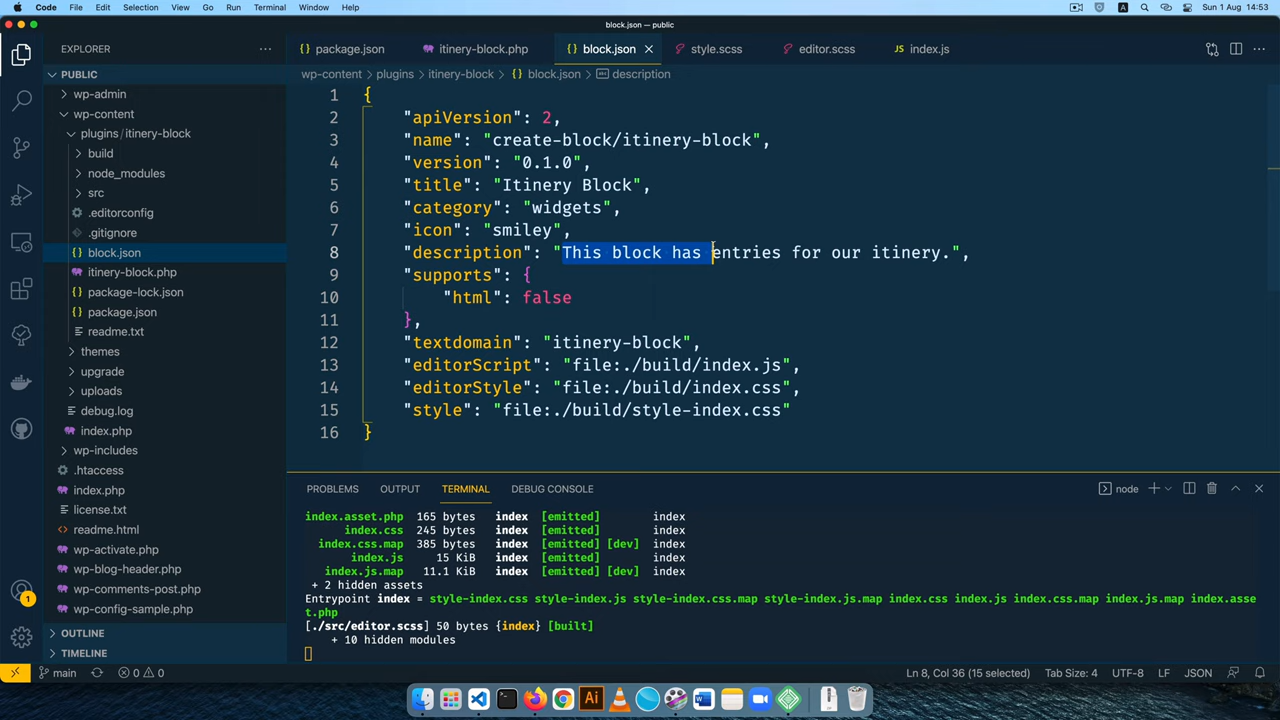 Code File Edit Selection View Go Run Terminal Window Help
A Sun 1 Aug 14:53
block.json — public
EXPLORER
PUBLIC
wp-admin
wp-content
plugins / itinery-block
build
node_modules
src
.editorconfig
.gitignore
{} block.json
itinery-block.php
{} package-lock.json
{} package.json
readme.txt
themes
upgrade
uploads
debug.log
index.php
wp-includes
.htaccess
index.php
license.txt
readme.html
wp-activate.php
wp-blog-header.php
wp-comments-post.php
wp-config-sample.php
OUTLINE
TIMELINE
1
{} package.json itinery-block.php {} block.json style.scss editor.scss JS index.js
wp-content > plugins > itinery-block > {} block.json > description
1 {
2 "apiVersion": 2,
3 "name": "create-block/itinery-block",
4 "version": "0.1.0",
5 "title": "Itinery Block",
6 "category": "widgets",
7 "icon": "smiley",
8 "description": "This block has entries for our itinery.",
9 "supports": {
10 "html": false
11 },
12 "textdomain": "itinery-block",
13 "editorScript": "file:./build/index.js",
14 "editorStyle": "file:./build/index.css",
15 "style": "file:./build/style-index.css"
16 }
PROBLEMS OUTPUT TERMINAL DEBUG CONSOLE node
index.asset.php 165 bytes index [emitted] index
index.css 245 bytes index [emitted] index
index.css.map 385 bytes index [emitted] [dev] index
index.js 15 KiB index [emitted] index
index.js.map 11.1 KiB index [emitted] [dev] index
+ 2 hidden assets
Entrypoint index = style-index.css style-index.js style-index.css.map style-index.js.map index.css index.js index.css.map index.js.map index.asse
t.php
[./src/editor.scss] 50 bytes {index} [built]
+ 10 hidden modules
main 0 0 Ln 8, Col 36 (15 selected) Tab Size: 4 UTF-8 LF JSON
Ai W